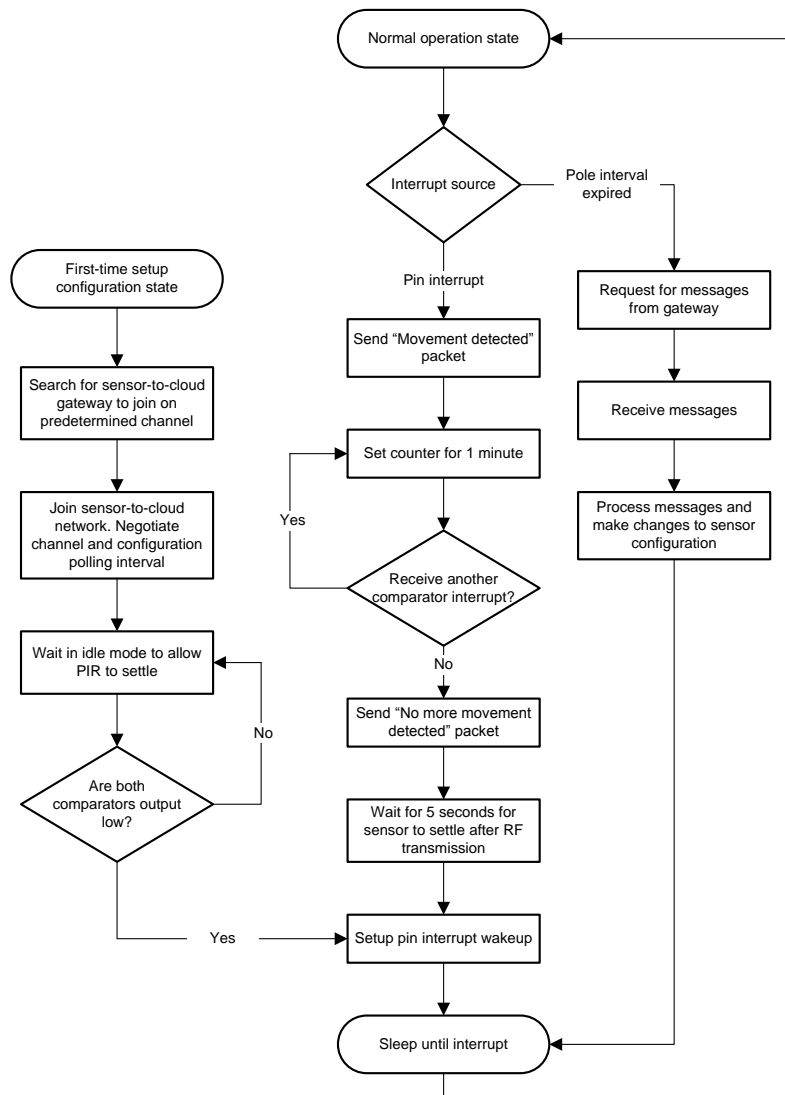 Normal operation state
Interrupt source
Pole interval
expired
First-time setup
configuration state
Pin interrupt
Request for messages
from gateway
Send “Movement detected”
packet
Search for sensor-to-cloud
gateway to join on
predetermined channel
Receive messages
Set counter for 1 minute
Join sensor-to-cloud
network. Negotiate
channel and configuration
polling interval
Yes
Process messages and
make changes to sensor
configuration
Receive another
comparator interrupt?
Wait in idle mode to allow
PIR to settle
No
Send “No more movement
detected” packet
No
Are both
comparators output
low?
Wait for 5 seconds for
sensor to settle after RF
transmission
Yes
Setup pin interrupt wakeup
Sleep until interrupt